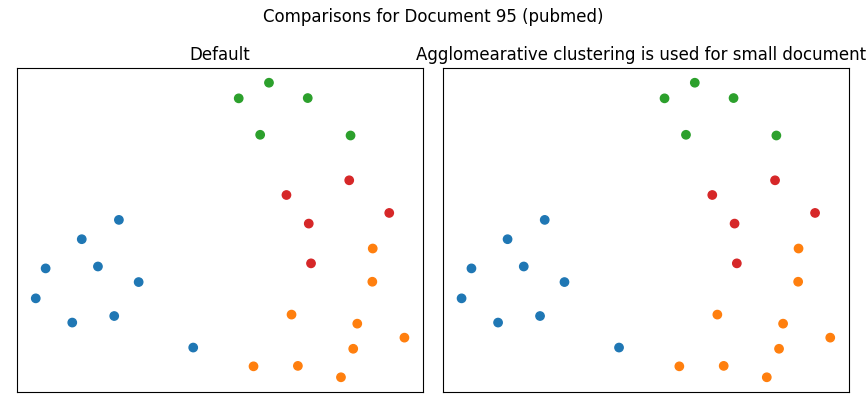 Comparisons for Document 95 (pubmed)
Default
Agglomearative clustering is used for small document